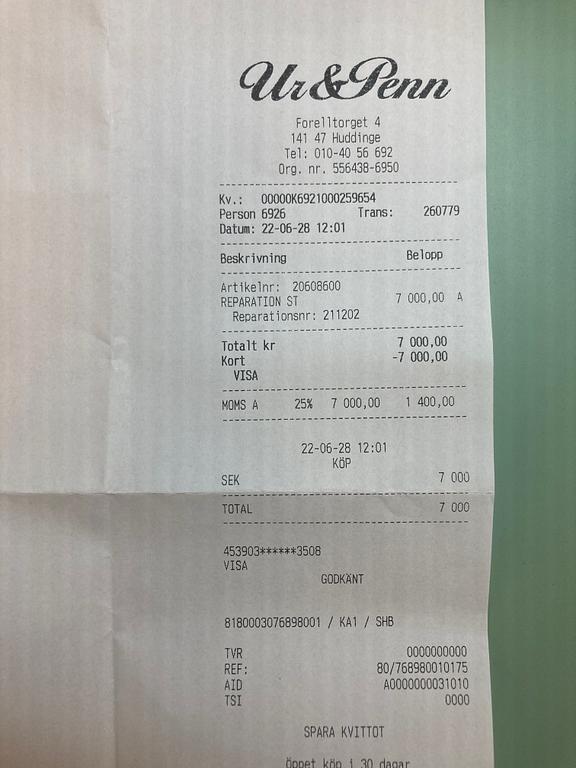 Ur&Penn
Forelltorget 4
141 47 Huddinge
Tel: 010-40 56 692
Org. nr. 556438-6950
Kv.: 00000K6921000259654
Person 6926 Trans: 260779
Datum: 22-06-28 12:01
Beskrivning Belopp
Artikelnr: 20608600
REPARATION ST 7 000,00 A
Reparationsnr: 211202
Totalt kr 7 000,00
Kort -7 000,00
VISA
MOMS A 25% 7 000,00 1 400,00
22-06-28 12:01
KÖP
SEK 7 000
TOTAL 7 000
453903******3508
VISA
GODKÄNT
8180003076898001 / KA1 / SHB
TVR 0000000000
REF: 80/768980010175
AID A0000000031010
TSI 0000
SPARA KVITTOT
öppet köp i 30 dagar